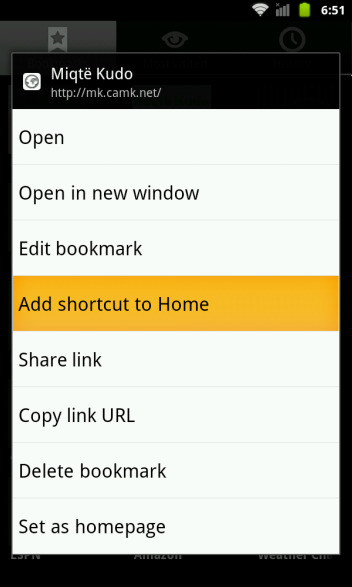 6:51
Miqtë Kudo
http://mk.camk.net/
Open
Open in new window
Edit bookmark
Add shortcut to Home
Share link
Copy link URL
Delete bookmark
Set as homepage
ESPN
Amazon